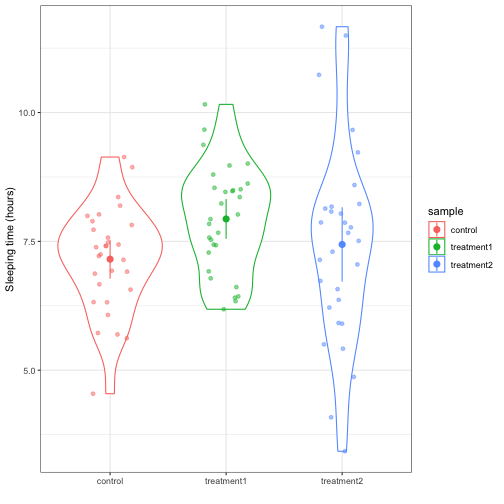 Sleeping time (hours)
10.0
7.5
5.0
control
treatment1
treatment2
sample
control
treatment1
treatment2